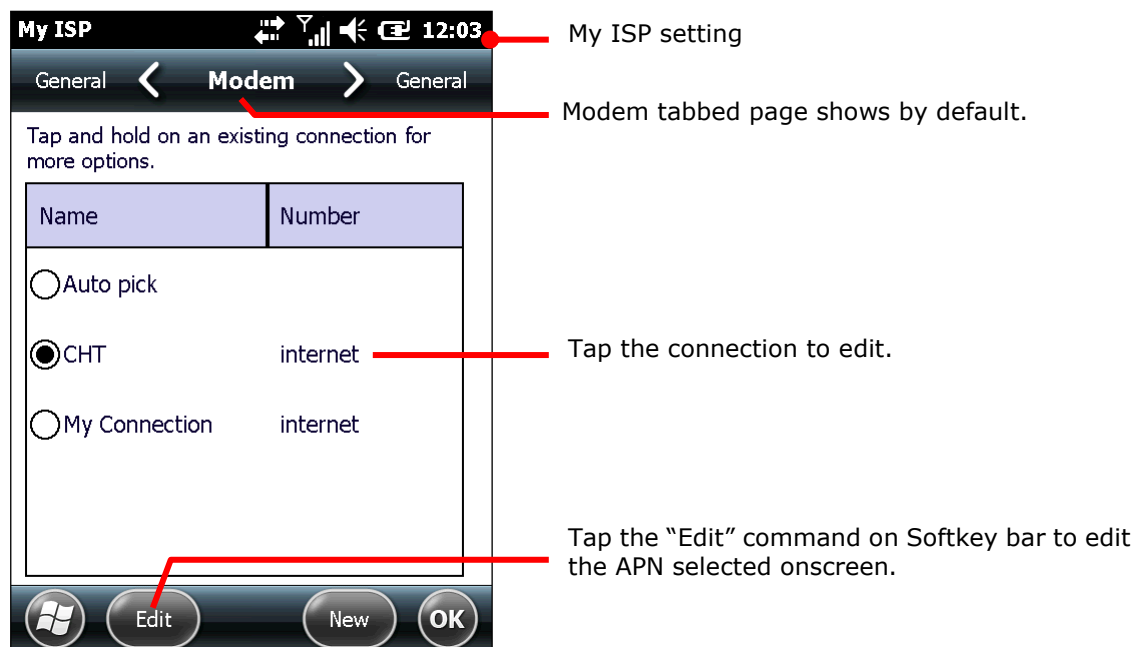 My ISP 12:03
My ISP setting
General Modem General
Modem tabbed page shows by default.
Tap and hold on an existing connection for
more options.
Name Number
Auto pick
CHT internet
Tap the connection to edit.
My Connection internet
Tap the “Edit” command on Softkey bar to edit
the APN selected onscreen.
Edit New OK